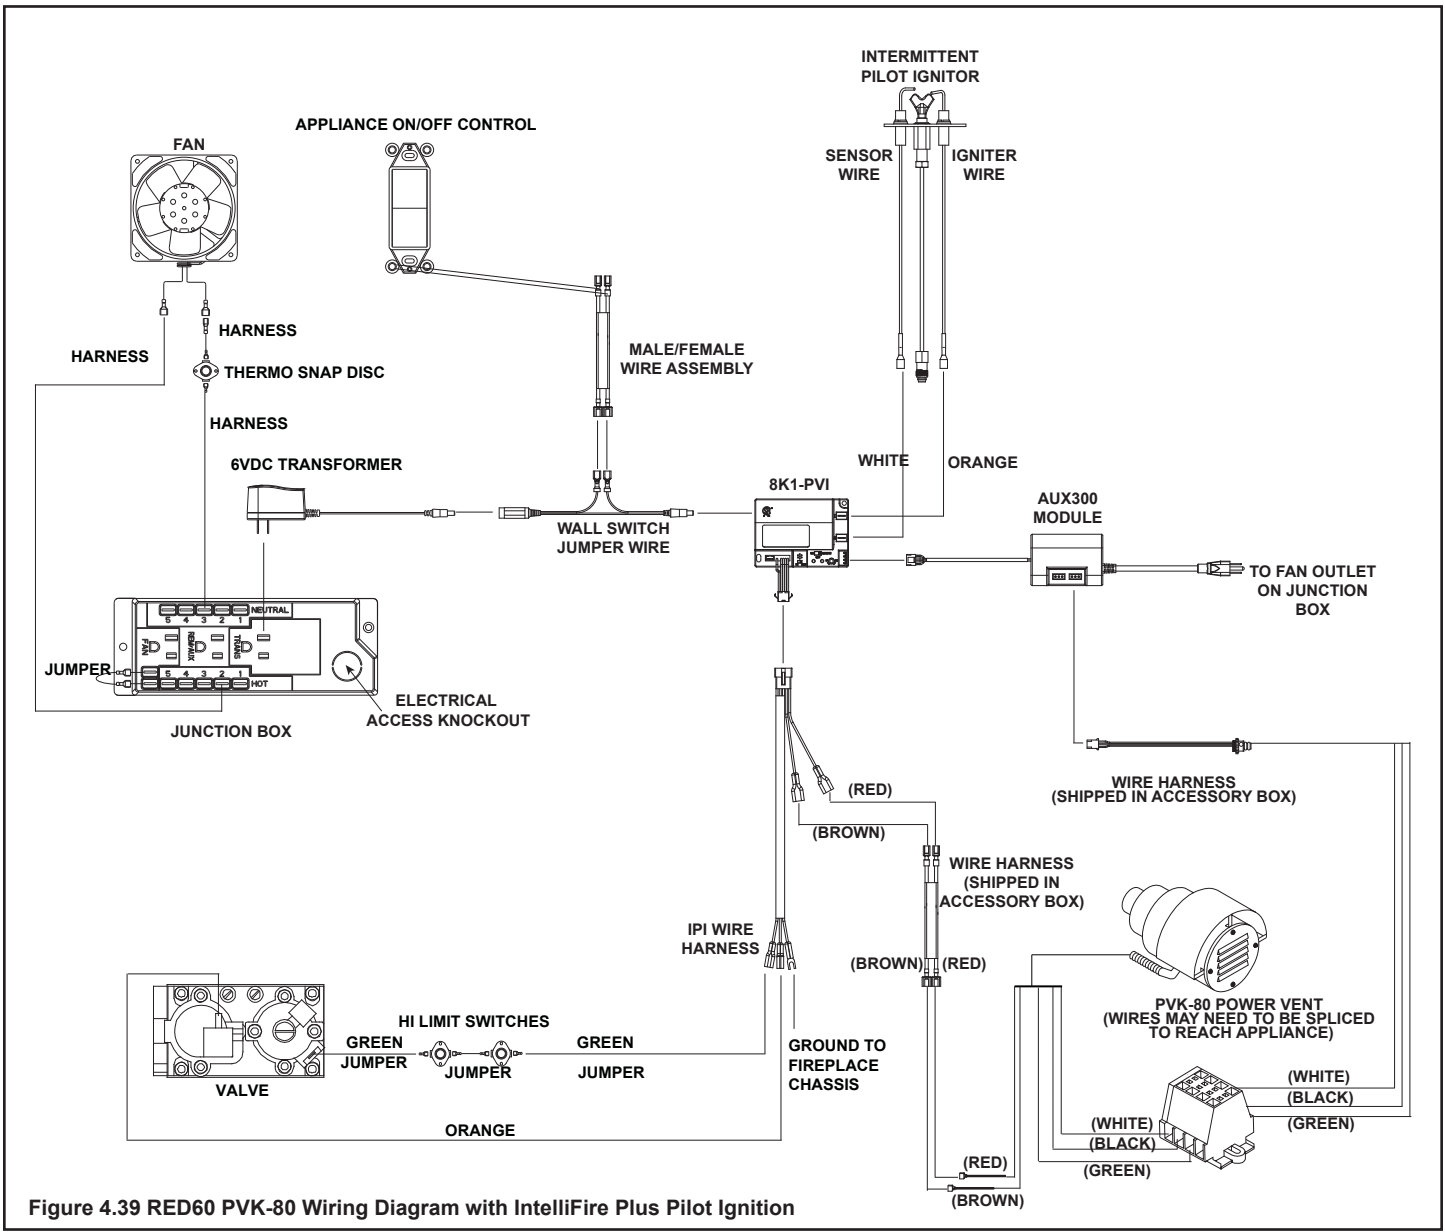 INTERMITTENT
PILOT IGNITOR
APPLIANCE ON/OFF CONTROL
FAN
SENSOR
WIRE
IGNITER
WIRE
HARNESS
HARNESS
THERMO SNAP DISC
MALE/FEMALE
WIRE ASSEMBLY
HARNESS
6VDC TRANSFORMER
WHITE
ORANGE
8K1-PVI
AUX300
MODULE
WALL SWITCH
JUMPER WIRE
TO FAN OUTLET
ON JUNCTION
BOX
5 4 3 2 1 NEUTRAL
FAN
REM/AUX
TRANS
JUMPER
5 4 3 2 1 HOT
ELECTRICAL
ACCESS KNOCKOUT
JUNCTION BOX
WIRE HARNESS
(SHIPPED IN ACCESSORY BOX)
(RED)
(BROWN)
WIRE HARNESS
(SHIPPED IN
ACCESSORY BOX)
IPI WIRE
HARNESS
(BROWN)
(RED)
PVK-80 POWER VENT
(WIRES MAY NEED TO BE SPLICED
TO REACH APPLIANCE)
HI LIMIT SWITCHES
GREEN
JUMPER
JUMPER
GREEN
JUMPER
GROUND TO
FIREPLACE
CHASSIS
VALVE
(WHITE)
(BLACK)
(GREEN)
(WHITE)
(BLACK)
(GREEN)
ORANGE
(RED)
(BROWN)
Figure 4.39 RED60 PVK-80 Wiring Diagram with IntelliFire Plus Pilot Ignition